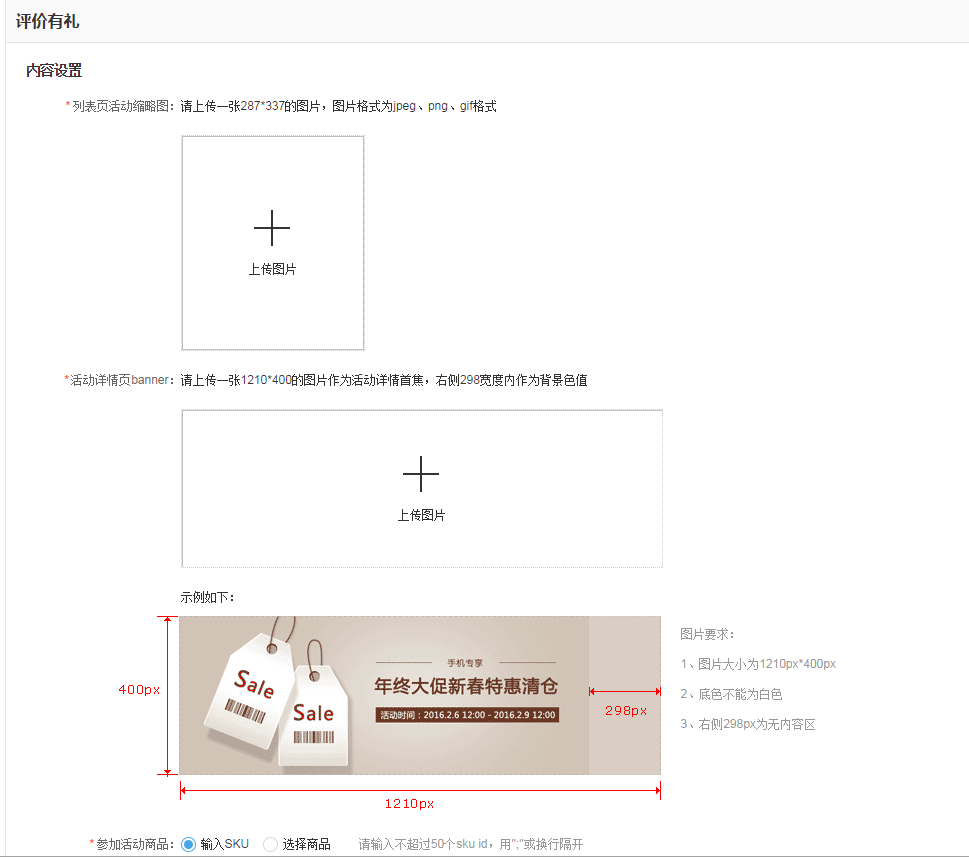 评价有礼
内容设置
*列表页活动缩略图：请上传一张287*337的图片，图片格式为jpeg、png、gif格式
上传图片
*活动详情页banner：请上传一张1210*400的图片作为活动详情首焦，右侧298宽度内作为背景色值
上传图片
示例如下：
400px
Sale
Sale
手机专享
年终大促新春特惠清仓
活动时间：2016.2.6 12:00 - 2016.2.9 12:00
298px
1210px
图片要求：
1、图片大小为1210px*400px
2、底色不能为白色
3、右侧298px为无内容区
*参加活动商品： 输入SKU 选择商品 请输入不超过50个sku id，用";"或换行隔开